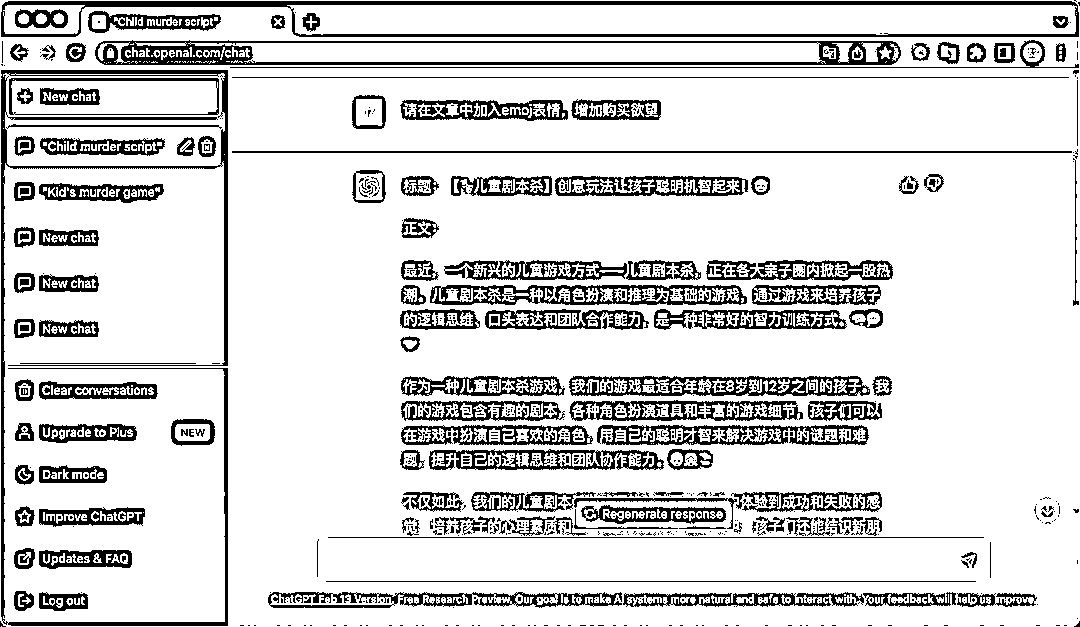 "Child murder script"
chat.openai.com/chat
New chat
"Child murder script"
"Kid's murder game"
New chat
New chat
New chat
Clear conversations
Upgrade to Plus
NEW
Dark mode
Improve ChatGPT
Updates & FAQ
Log out
请在文章中加入emoj表情，增加购买欲望
标题：【儿童剧本杀】创意玩法让孩子聪明机智起来！
正文：
最近，一个新兴的儿童游戏方式——儿童剧本杀，正在各大亲子圈内掀起一股热
潮。儿童剧本杀是一种以角色扮演和推理为基础的游戏，通过游戏来培养孩子
的逻辑思维、口头表达和团队合作能力，是一种非常好的智力训练方式。
作为一种儿童剧本杀游戏，我们的游戏最适合年龄在8岁到12岁之间的孩子。我
们的游戏包含有趣的剧本，各种角色扮演道具和丰富的游戏细节，孩子们可以
在游戏中扮演自己喜欢的角色，用自己的聪明才智来解决游戏中的谜题和难
题，提升自己的逻辑思维和团队协作能力。
不仅如此，我们的儿童剧本 体验到成功和失败的感
觉，培养孩子的心理素质和 孩子们还能结识新朋
Regenerate response
ChatGPT Feb 13 Version. Free Research Preview. Our goal is to make AI systems more natural and safe to interact with. Your feedback will help us improve.